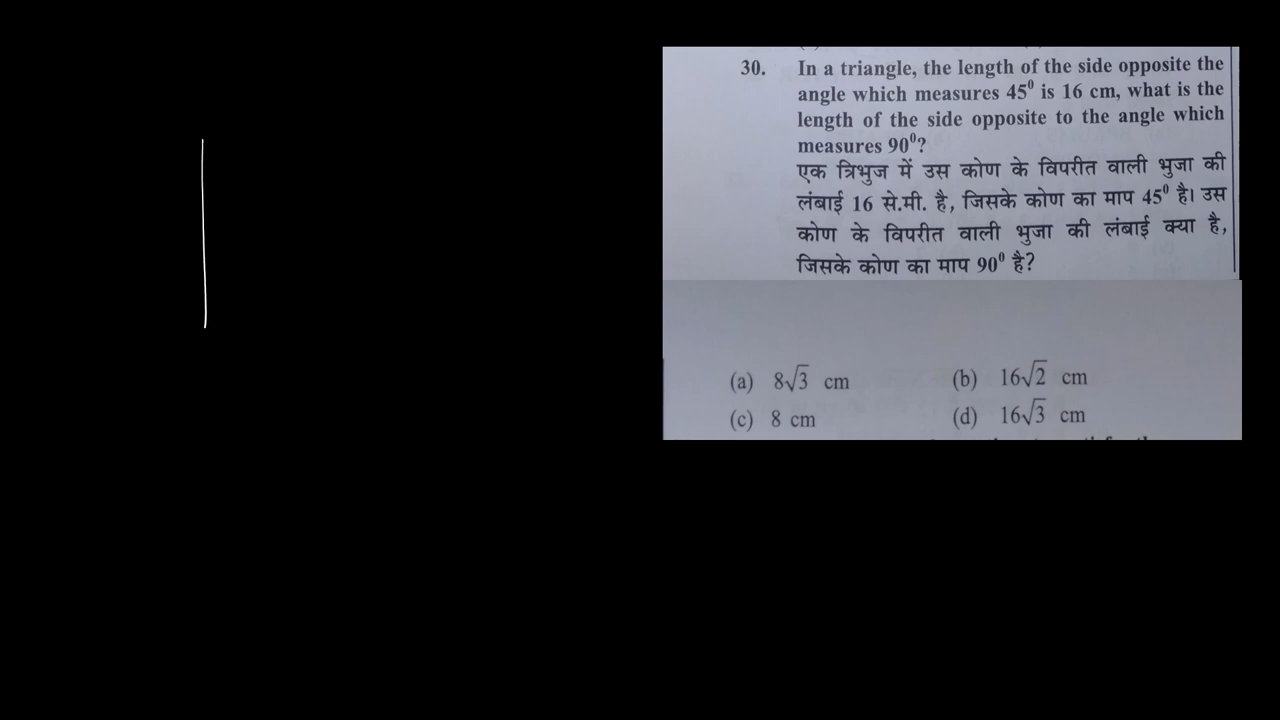 30. In a triangle, the length of the side opposite the
angle which measures 45⁰ is 16 cm, what is the
length of the side opposite to the angle which
measures 90⁰?
एक त्रिभुज में उस कोण के विपरीत वाली भुजा की
लंबाई 16 से.मी. है, जिसके कोण का माप 45⁰ है। उस
कोण के विपरीत वाली भुजा की लंबाई क्या है,
जिसके कोण का माप 90⁰ है?
(a) 8√3 cm (b) 16√2 cm
(c) 8 cm (d) 16√3 cm